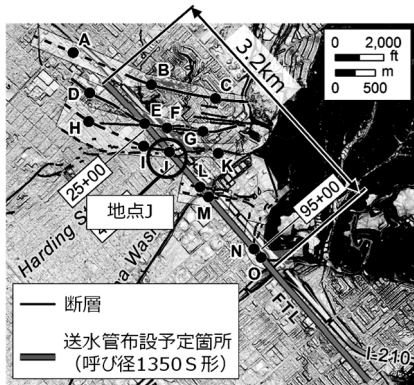 A
B
C
D
E
F
G
H
I
J
K
L
M
N
O
3.2km
0 2,000
ft
m
0 500
25+00
95+00
地点J
Harding S
a Was
FTL
I-210
断層
送水管布設予定箇所
(呼び径1350S形)